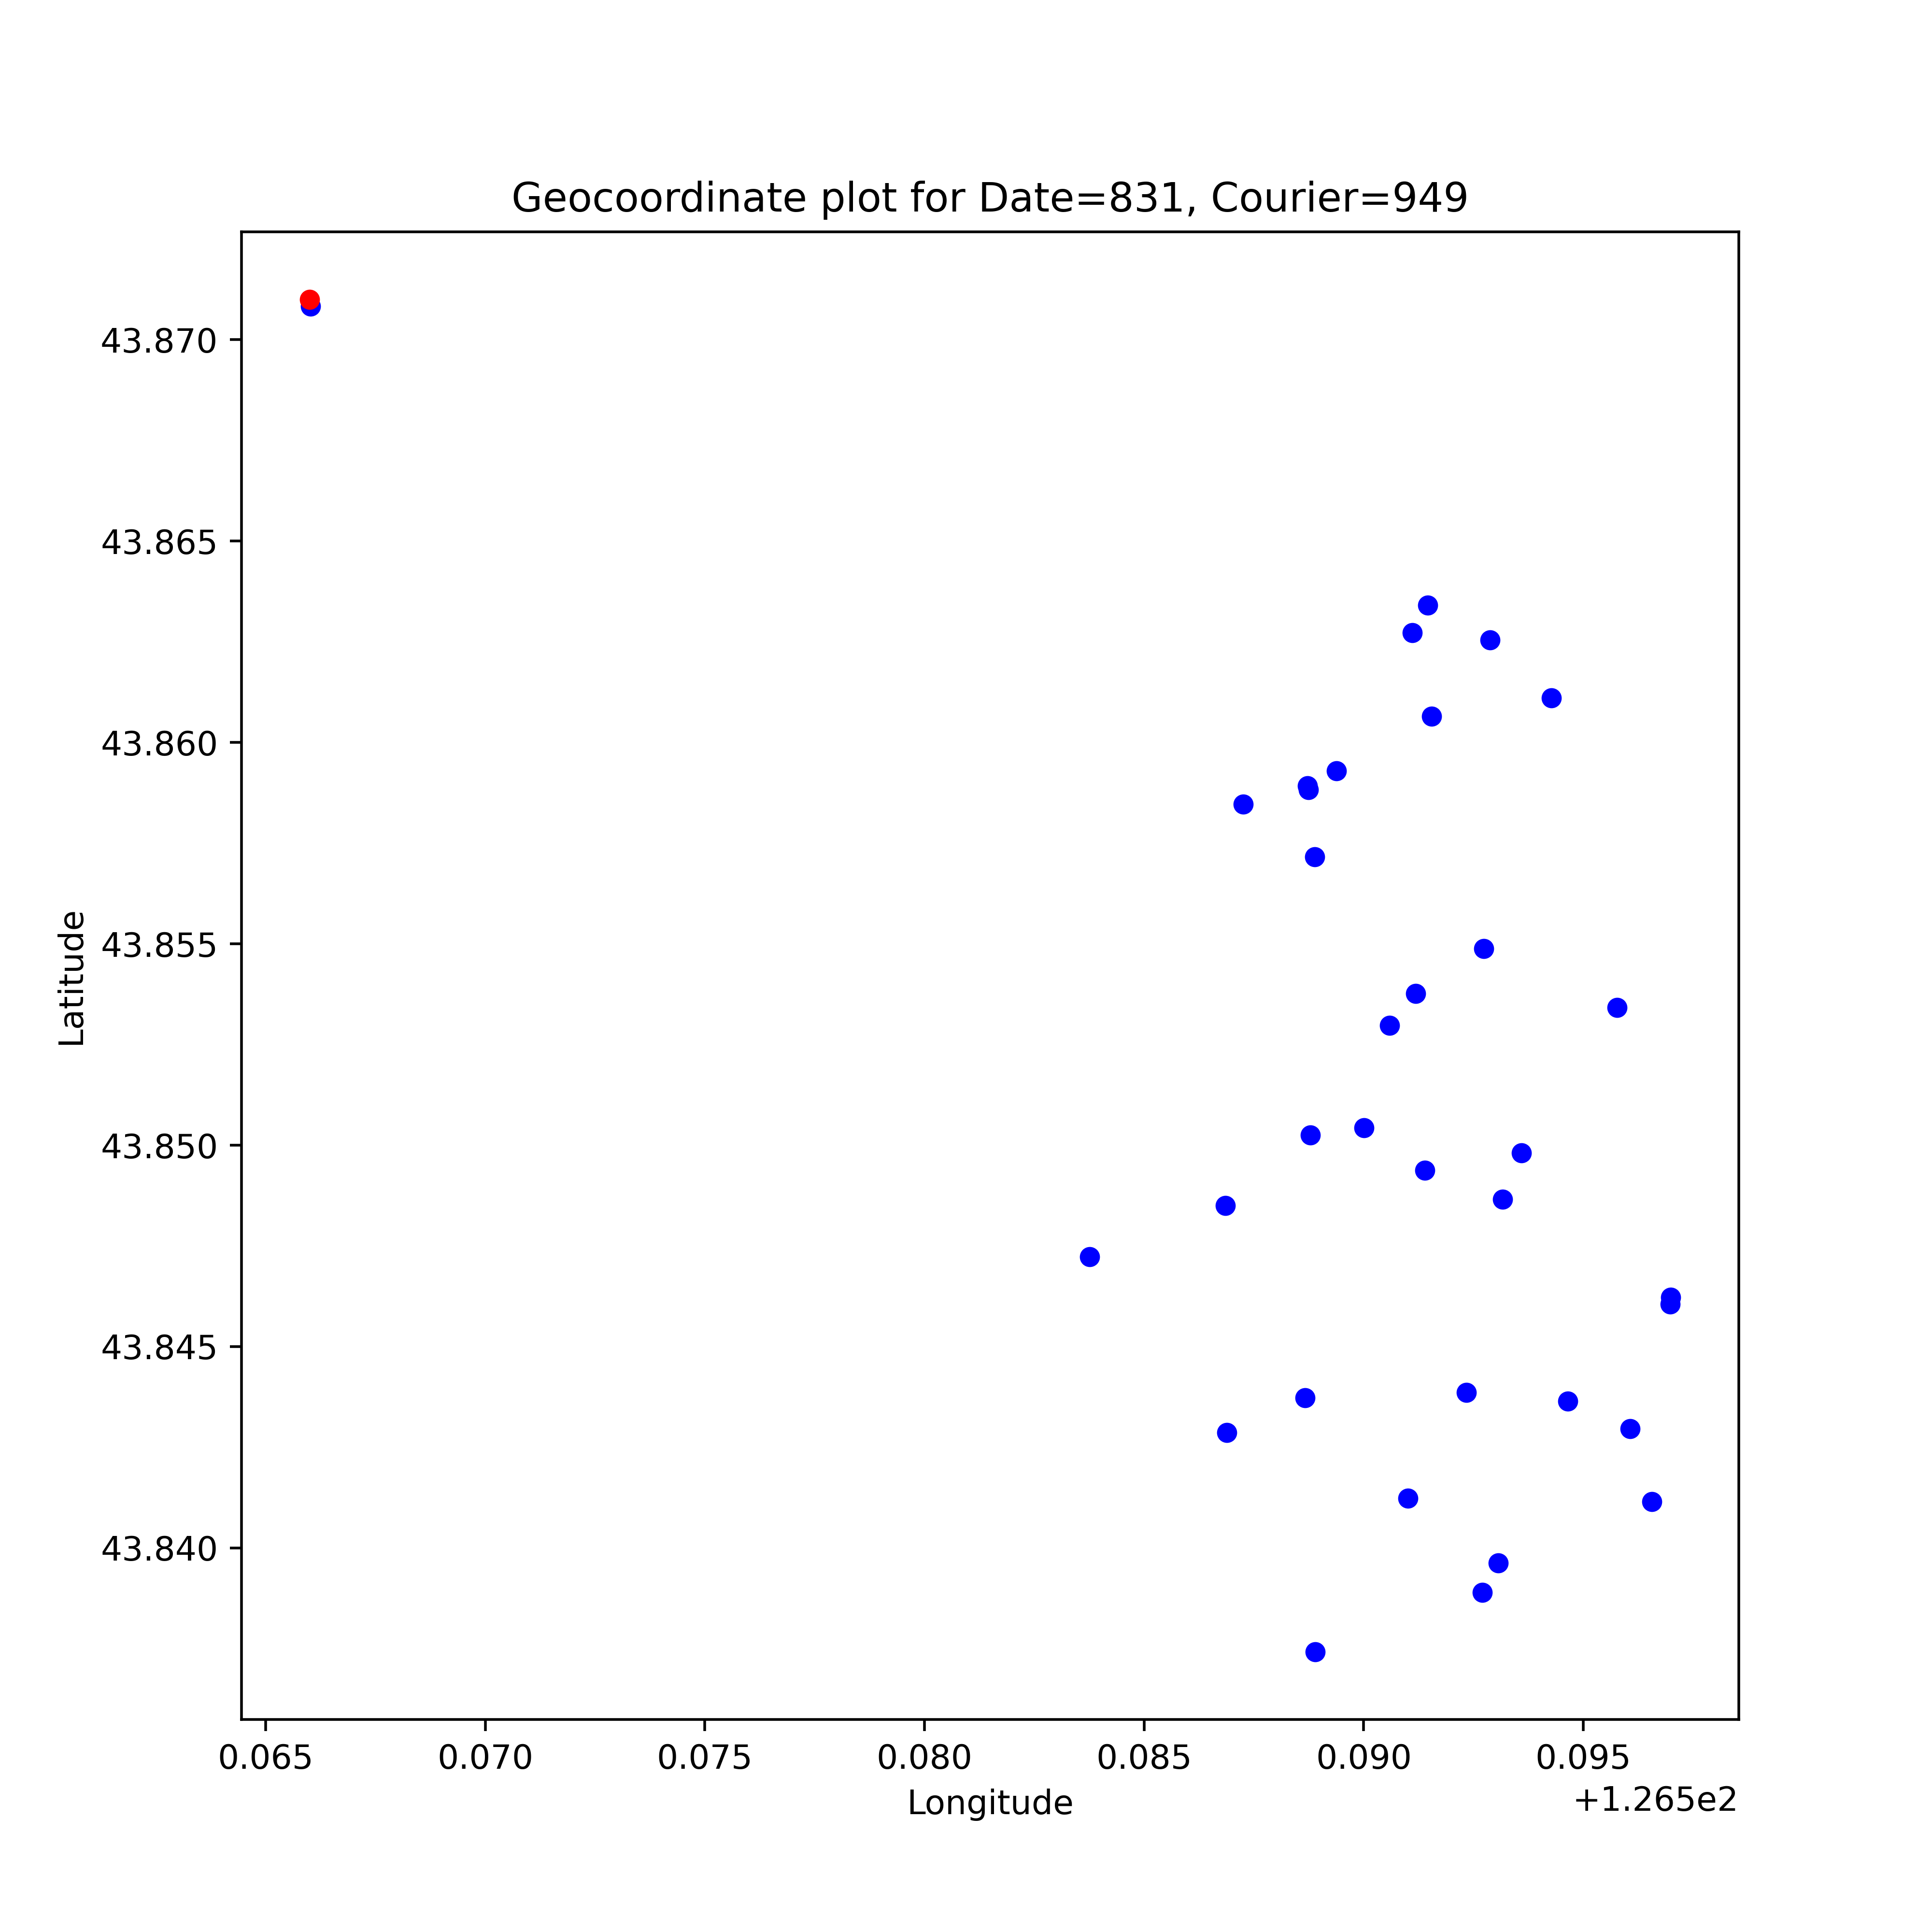 Geocoordinate plot for Date=831, Courier=949
43.870
43.865
43.860
43.855
43.850
43.845
43.840
Latitude
0.065 0.070 0.075 0.080 0.085 0.090 0.095
Longitude
+1.265e2